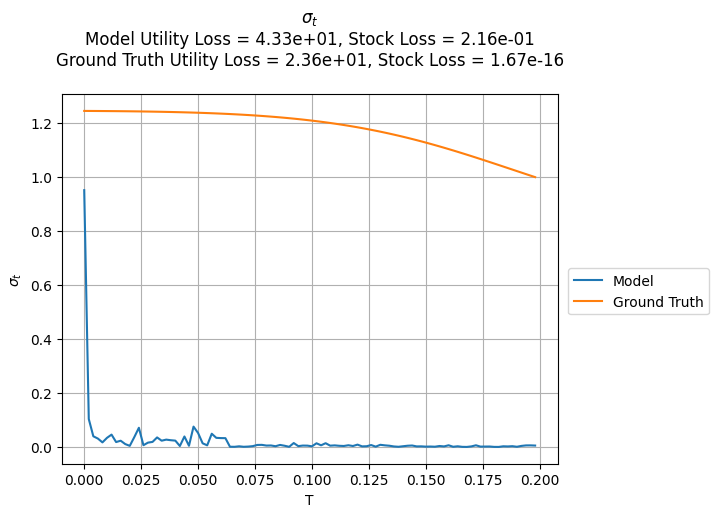 σt
Model Utility Loss = 4.33e+01, Stock Loss = 2.16e-01
Ground Truth Utility Loss = 2.36e+01, Stock Loss = 1.67e-16
1.2
1.0
0.8
0.6
0.4
0.2
0.0
σt
0.000 0.025 0.050 0.075 0.100 0.125 0.150 0.175 0.200
T
Model
Ground Truth